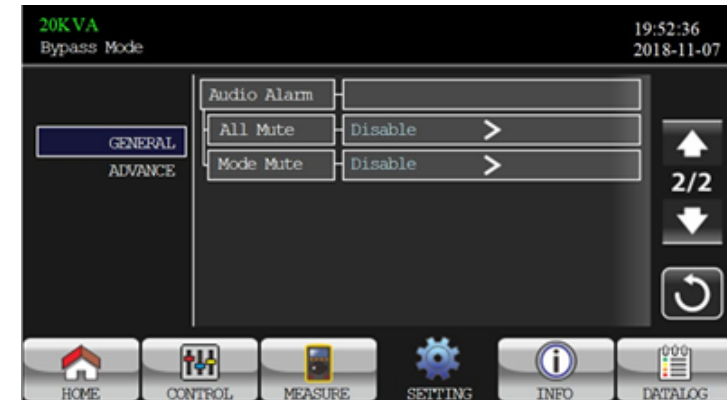 20KVA
19:52:36
Bypass Mode
2018-11-07
Audio Alarm
GENERAL
All Mute
Disable >
ADVANCE
Mode Mute
Disable >
2/2
HOME
CONTROL
MEASURE
SETTING
INFO
DATALOG